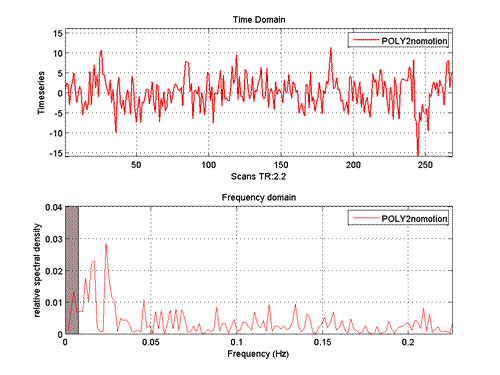 Time Domain
15
10
5
0
-5
-10
-15
Timeseries
POLY2nomotion
50
100
150
200
250
Scans TR:2.2
Frequency domain
0.04
0.03
0.02
0.01
0
relative spectral density
POLY2nomotion
0
0.05
0.1
0.15
0.2
Frequency (Hz)